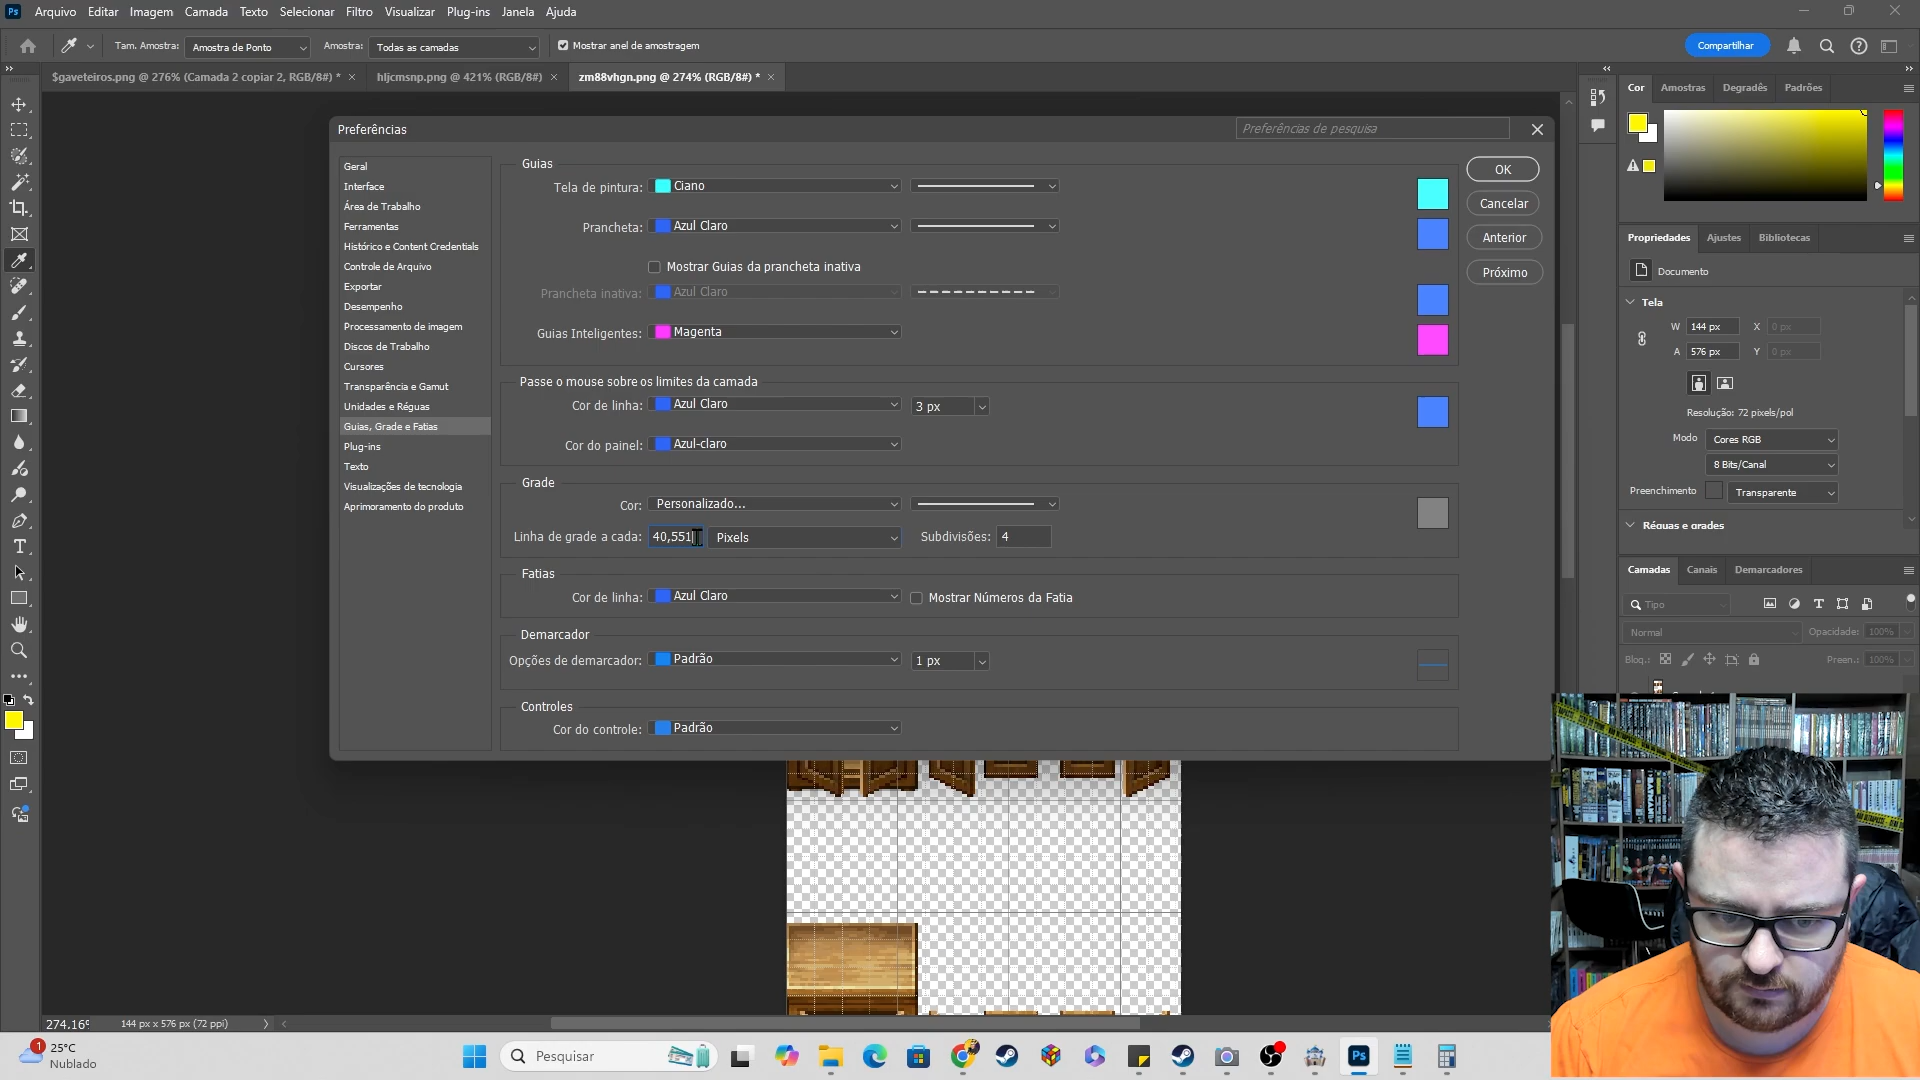 Ps Arquivo Editar Imagem Camada Texto Selecionar Filtro Visualizar Plug-ins Janela Ajuda
Tam. Amostra: Amostra de Ponto Amostra: Todas as camadas Mostrar anel de amostragem Compartilhar
$gaveteiros.png @ 276% (Camada 2 copiar 2, RGB/8#) * hljcmsnp.png @ 421% (RGB/8#) zm88vhgn.png @ 274% (RGB/8#) *
Preferências
Preferências de pesquisa
Geral
Interface
Área de Trabalho
Ferramentas
Histórico e Content Credentials
Controle de Arquivo
Exportar
Desempenho
Processamento de imagem
Discos de Trabalho
Cursores
Transparência e Gamut
Unidades e Réguas
Guias, Grade e Fatias
Plug-ins
Texto
Visualizações de tecnologia
Aprimoramento do produto
Guias
Tela de pintura: Ciano
Prancheta: Azul Claro
Mostrar Guias da prancheta inativa
Prancheta inativa: Azul Claro
Guias Inteligentes: Magenta
Passe o mouse sobre os limites da camada
Cor de linha: Azul Claro 3 px
Cor do painel: Azul-claro
Grade
Cor: Personalizado...
Linha de grade a cada: 40,551 Pixels Subdivisões: 4
Fatias
Cor de linha: Azul Claro Mostrar Números da Fatia
Demarcador
Opções de demarcador: Padrão 1 px
Controles
Cor do controle: Padrão
OK
Cancelar
Anterior
Próximo
Cor Amostras Degradês Padrões
Propriedades Ajustes Bibliotecas
Documento
Tela
W 144 px X 0 px
A 576 px Y 0 px
Resolução: 72 pixels/pol
Modo Cores RGB
8 Bits/Canal
Preenchimento Transparente
Réguas e grades
Camadas Canais Demarcadores
Tipo
Normal Opacidade: 100%
Bloq.: Preen.: 100%
274,16% 144 px x 576 px (72 ppi)
1 25°C
Nublado
Pesquisar
Ps